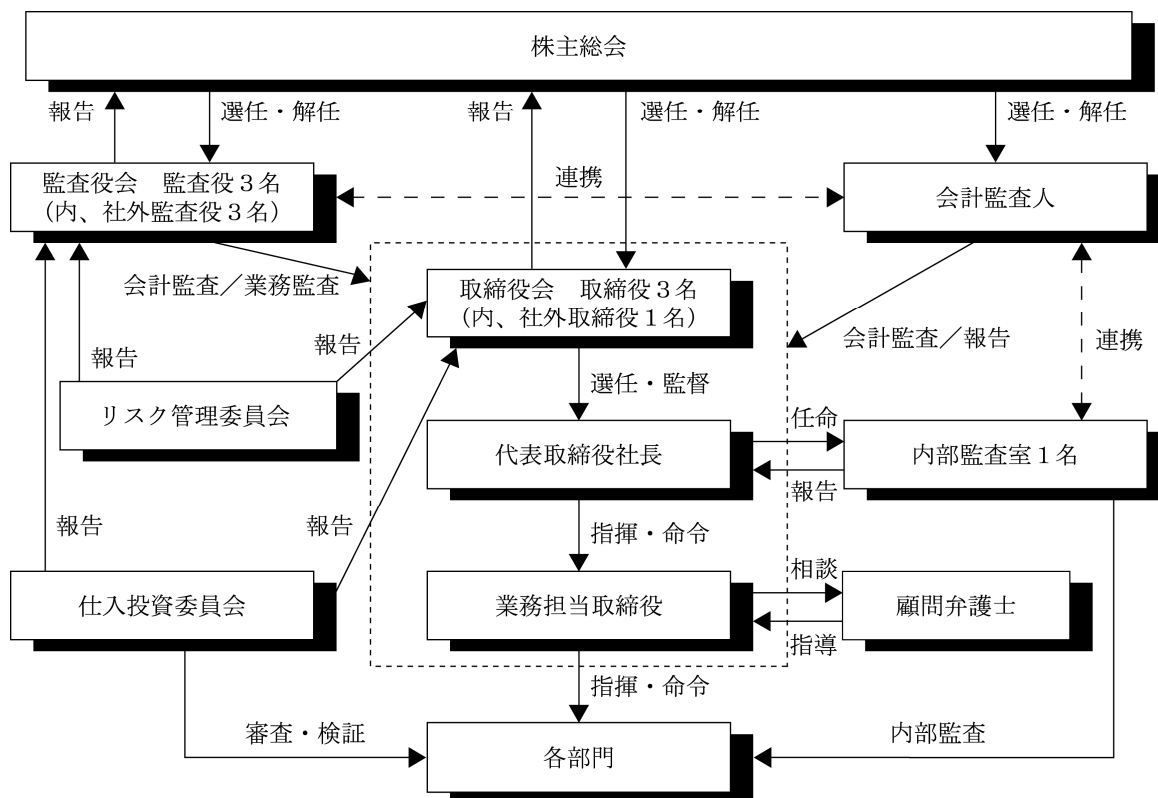 株主総会
報告
選任・解任
報告
選任・解任
選任・解任
監査役会　監査役３名
（内、社外監査役３名）
連携
会計監査人
会計監査／業務監査
取締役会　取締役３名
（内、社外取締役１名）
会計監査／報告
連携
報告
報告
選任・監督
リスク管理委員会
代表取締役社長
任命
報告
内部監査室１名
報告
報告
指揮・命令
仕入投資委員会
業務担当取締役
相談
指導
顧問弁護士
指揮・命令
審査・検証
各部門
内部監査